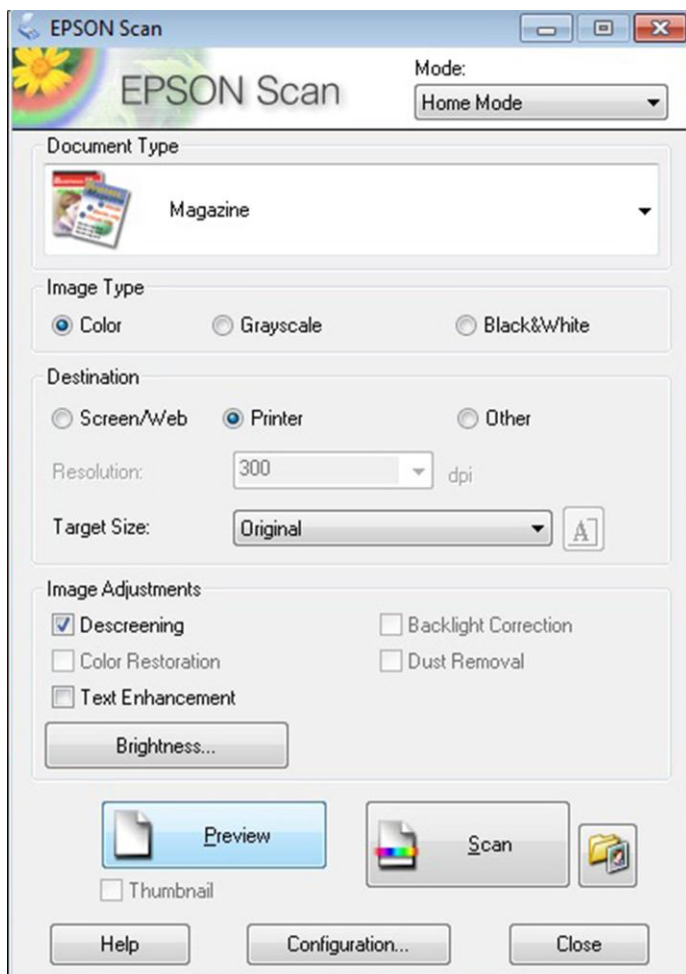 EPSON Scan
EPSON Scan
Mode:
Home Mode
Document Type
Magazine
Image Type
Color Grayscale Black&White
Destination
Screen/Web Printer Other
Resolution: 300 dpi
Target Size: Original A
Image Adjustments
Descreening Backlight Correction
Color Restoration Dust Removal
Text Enhancement
Brightness...
Preview Scan
Thumbnail
Help Configuration... Close